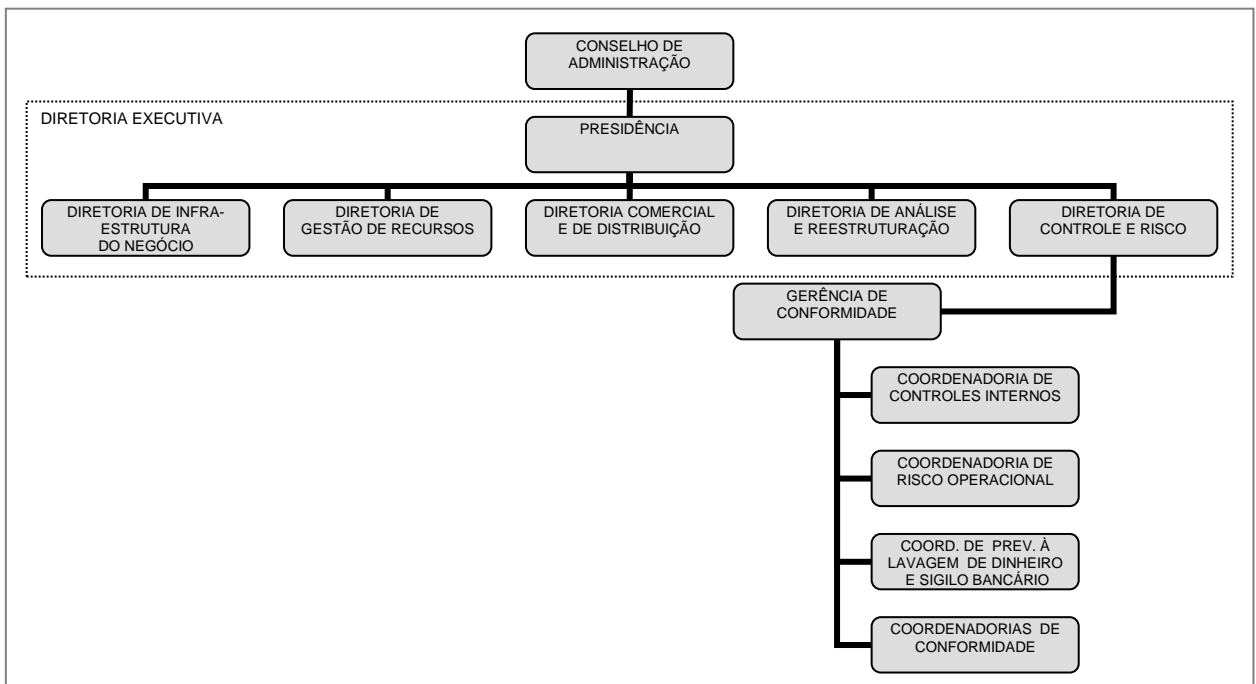 CONSELHO DE
ADMINISTRAÇÃO
DIRETORIA EXECUTIVA
PRESIDÊNCIA
DIRETORIA DE INFRA-
ESTRUTURA
DO NEGÓCIO
DIRETORIA DE
GESTÃO DE RECURSOS
DIRETORIA COMERCIAL
E DE DISTRIBUIÇÃO
DIRETORIA DE ANÁLISE
E REESTRUTURAÇÃO
DIRETORIA DE
CONTROLE E RISCO
GERÊNCIA DE
CONFORMIDADE
COORDENADORIA DE
CONTROLES INTERNOS
COORDENADORIA DE
RISCO OPERACIONAL
COORD. DE PREV. À
LAVAGEM DE DINHEIRO
E SIGILO BANCÁRIO
COORDENADORIAS DE
CONFORMIDADE